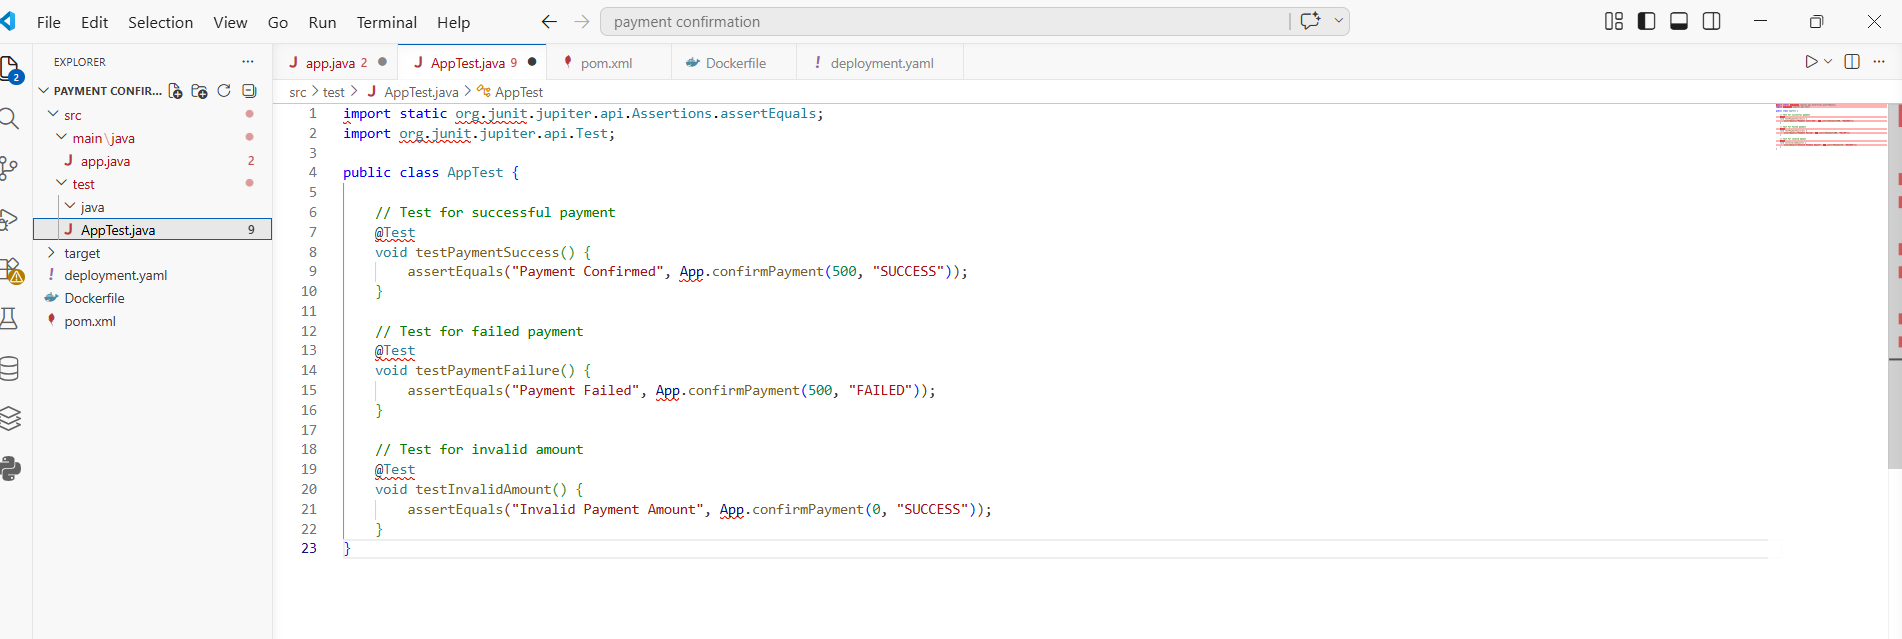 File Edit Selection View Go Run Terminal Help
payment confirmation
2
EXPLORER
PAYMENT CONFIR...
src
main\java
app.java 2
test
java
AppTest.java 9
target
! deployment.yaml
Dockerfile
pom.xml
app.java 2
AppTest.java 9
pom.xml
Dockerfile
! deployment.yaml
src > test > J AppTest.java > AppTest
1 import static org.junit.jupiter.api.Assertions.assertEquals;
2 import org.junit.jupiter.api.Test;
3
4 public class AppTest {
5
6 // Test for successful payment
7 @Test
8 void testPaymentSuccess() {
9 assertEquals("Payment Confirmed", App.confirmPayment(500, "SUCCESS"));
10 }
11
12 // Test for failed payment
13 @Test
14 void testPaymentFailure() {
15 assertEquals("Payment Failed", App.confirmPayment(500, "FAILED"));
16 }
17
18 // Test for invalid amount
19 @Test
20 void testInvalidAmount() {
21 assertEquals("Invalid Payment Amount", App.confirmPayment(0, "SUCCESS"));
22 }
23 }